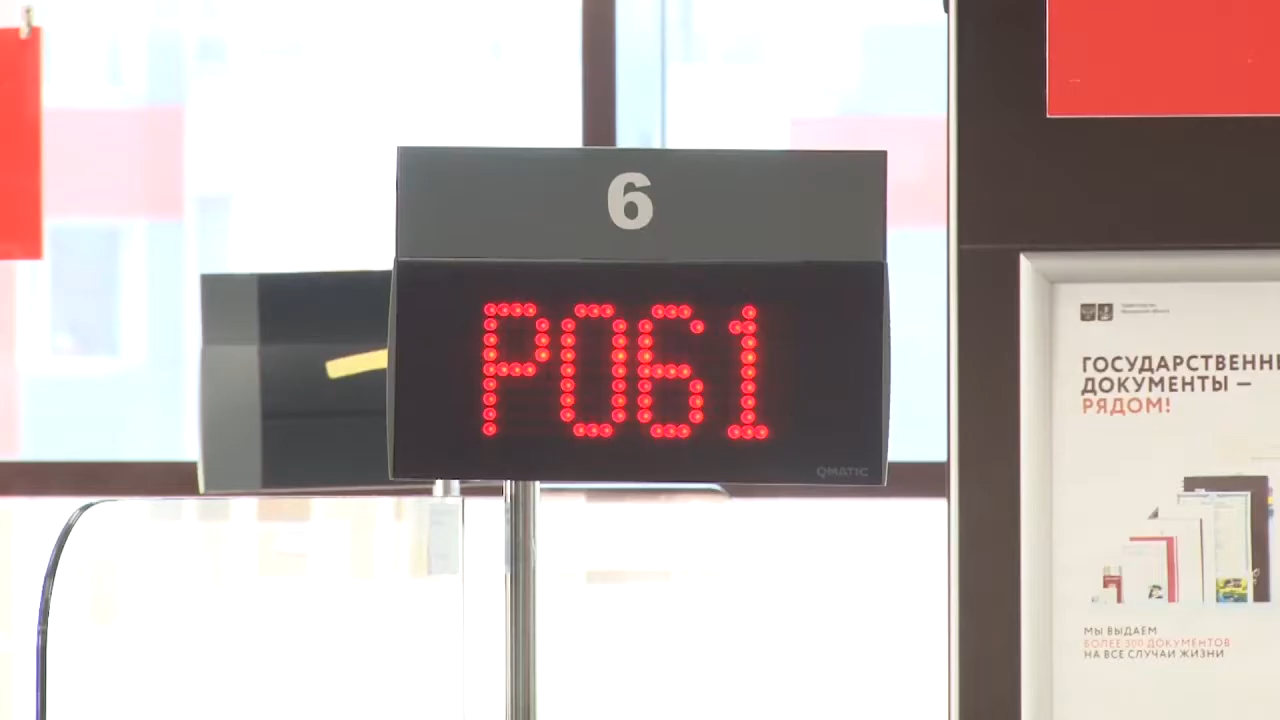 6
P061
QMATIC
ГОСУДАРСТВЕНН
ДОКУМЕНТЫ –
РЯДОМ!
МЫ ВЫДАЕМ
БОЛЕЕ 300 ДОКУМЕНТОВ
НА ВСЕ СЛУЧАИ ЖИЗНИ